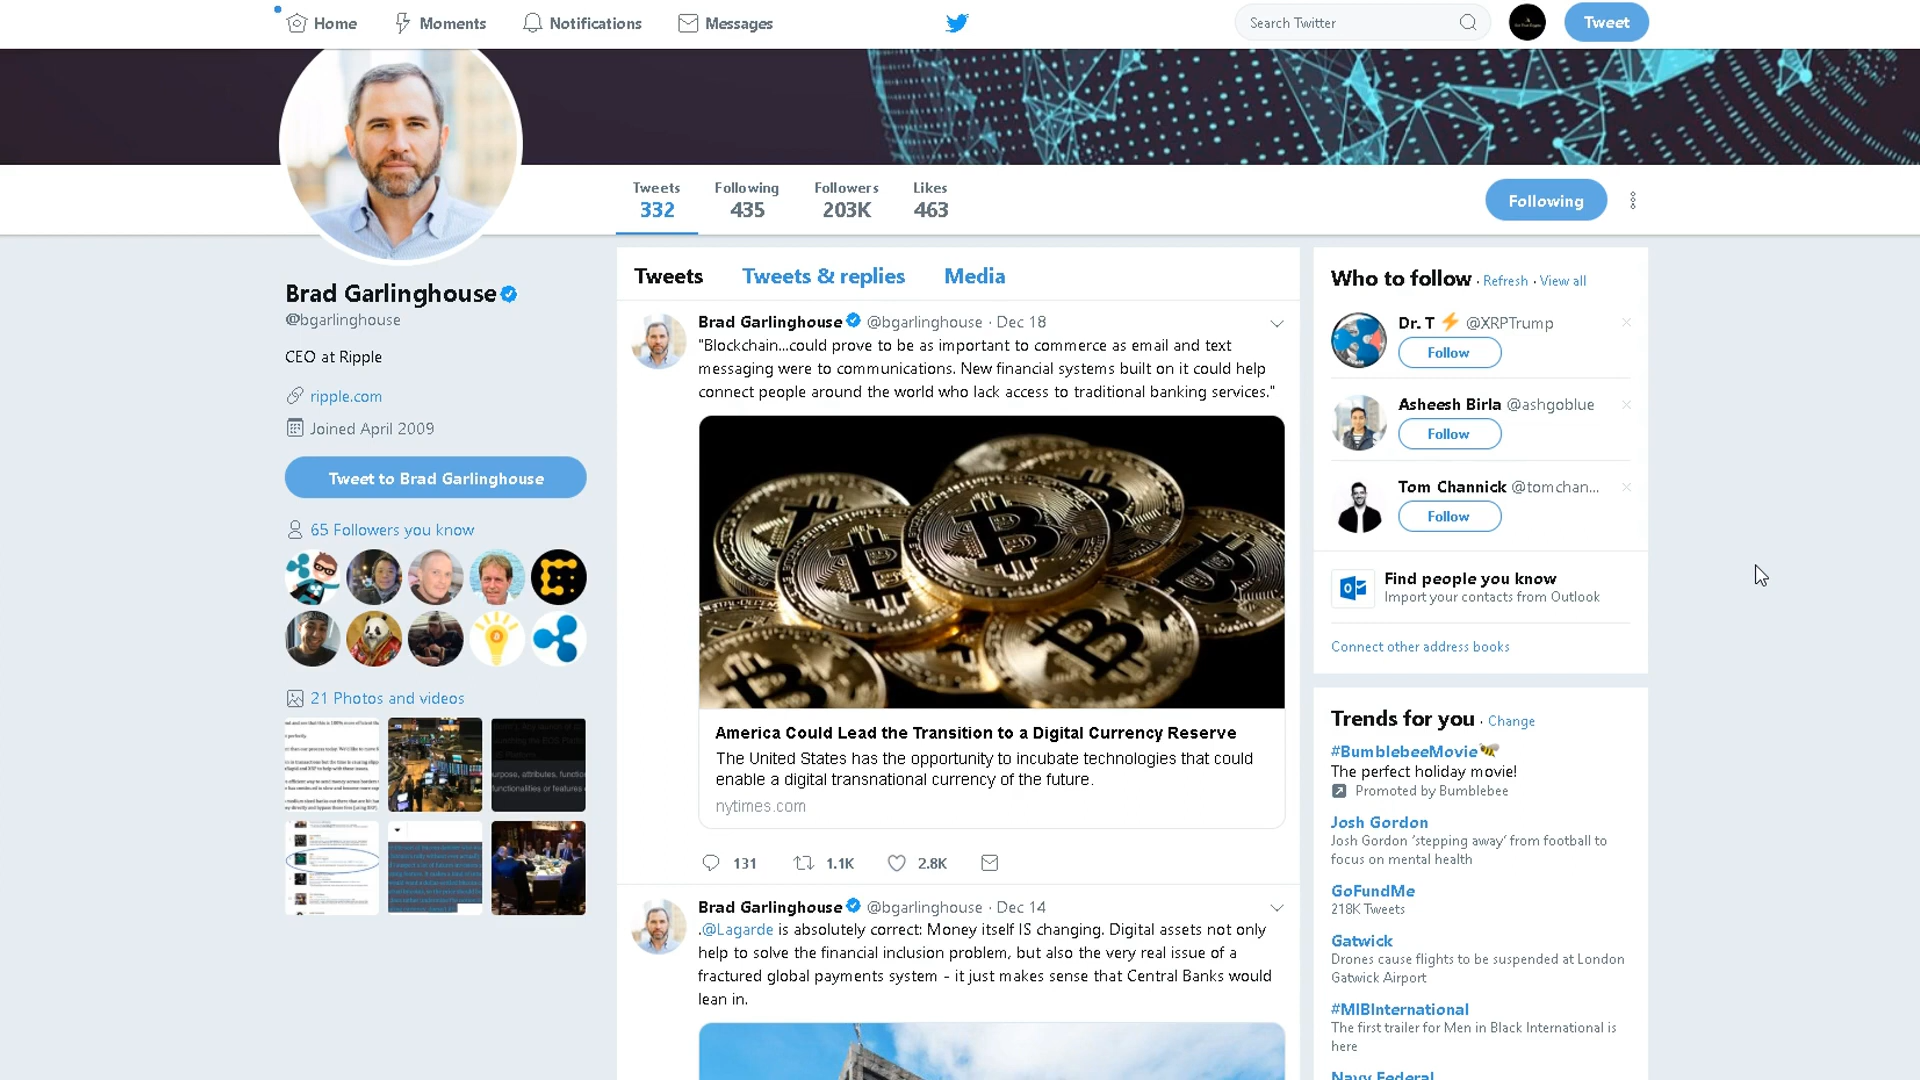 Home
Moments
Notifications
Messages
Search Twitter
Tweet
Tweets
332
Following
435
Followers
203K
Likes
463
Following
Brad Garlinghouse
@bgarlinghouse
CEO at Ripple
ripple.com
Joined April 2009
Tweet to Brad Garlinghouse
65 Followers you know
21 Photos and videos
Tweets
Tweets & replies
Media
Brad Garlinghouse @bgarlinghouse · Dec 18
"Blockchain...could prove to be as important to commerce as email and text
messaging were to communications. New financial systems built on it could help
connect people around the world who lack access to traditional banking services."
America Could Lead the Transition to a Digital Currency Reserve
The United States has the opportunity to incubate technologies that could
enable a digital transnational currency of the future.
nytimes.com
131
1.1K
2.8K
Brad Garlinghouse @bgarlinghouse · Dec 14
.@Lagarde is absolutely correct: Money itself IS changing. Digital assets not only
help to solve the financial inclusion problem, but also the very real issue of a
fractured global payments system - it just makes sense that Central Banks would
lean in.
Who to follow · Refresh · View all
Dr. T ⚡ @XRPTrump
Follow
Asheesh Birla @ashgoblue
Follow
Tom Channick @tomchan...
Follow
Find people you know
Import your contacts from Outlook
Connect other address books
Trends for you · Change
#BumblebeeMovie
The perfect holiday movie!
Promoted by Bumblebee
Josh Gordon
Josh Gordon 'stepping away' from football to
focus on mental health
GoFundMe
218K Tweets
Gatwick
Drones cause flights to be suspended at London
Gatwick Airport
#MIBInternational
The first trailer for Men in Black International is
here
Navy Federal